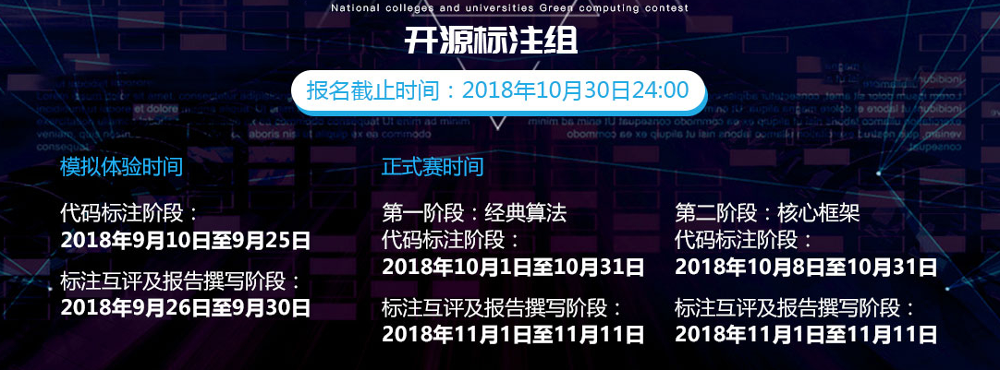 National colleges and universities Green computing contest
开源标注组
报名截止时间：2018年10月30日24:00
模拟体验时间
代码标注阶段：
2018年9月10日至9月25日
标注互评及报告撰写阶段：
2018年9月26日至9月30日
正式赛时间
第一阶段：经典算法
代码标注阶段：
2018年10月1日至10月31日
标注互评及报告撰写阶段：
2018年11月1日至11月11日
第二阶段：核心框架
代码标注阶段：
2018年10月8日至10月31日
标注互评及报告撰写阶段：
2018年11月1日至11月11日